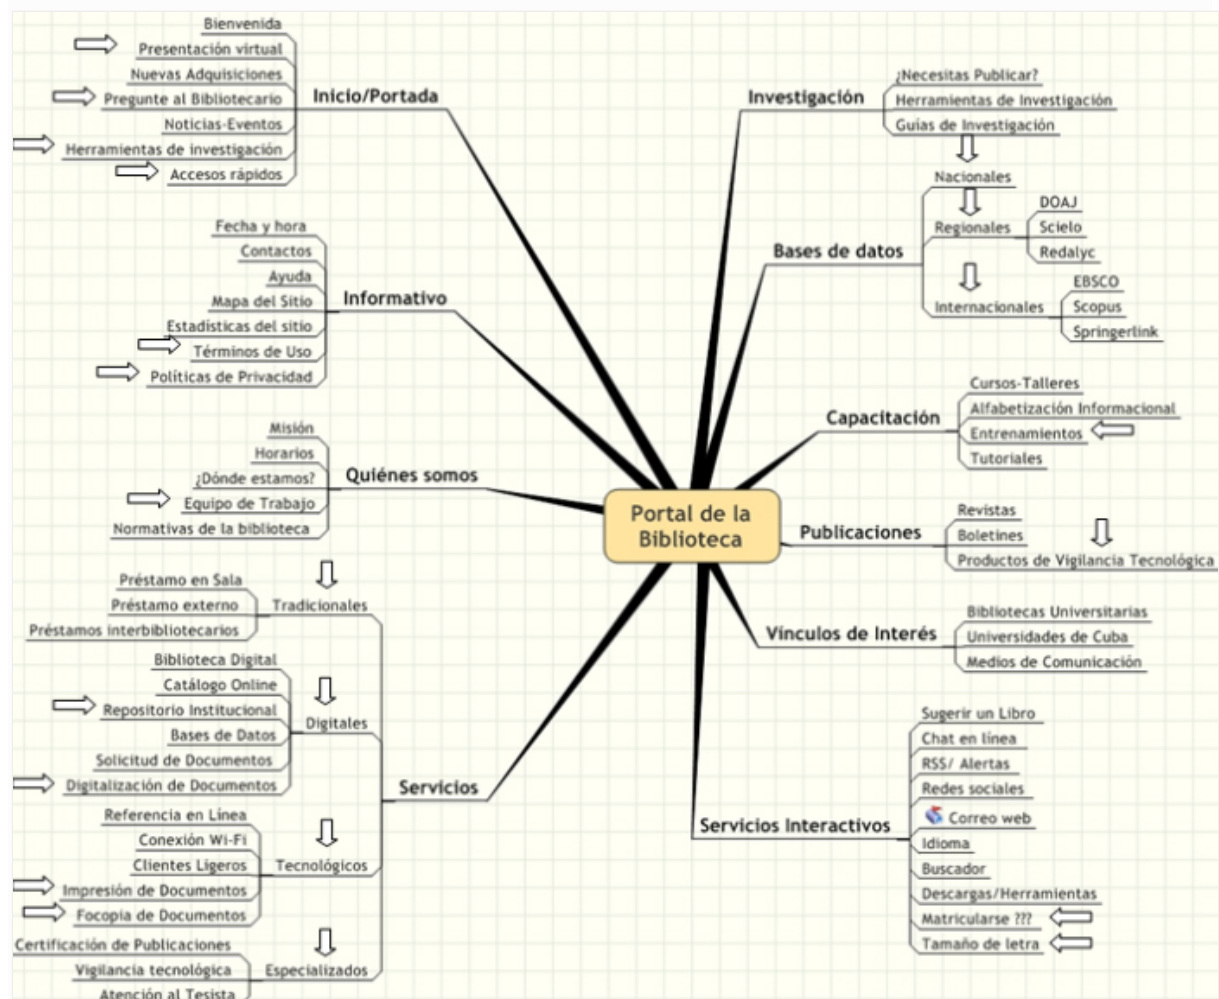 Bienvenida
Presentación virtual
Nuevas Adquisiciones
Pregunte al Bibliotecario
Noticias-Eventos
Herramientas de investigación
Accesos rápidos
Inicio/Portada
Fecha y hora
Contactos
Ayuda
Mapa del Sitio
Estadísticas del sitio
Términos de Uso
Políticas de Privacidad
Informativo
Misión
Horarios
¿Dónde estamos?
Equipo de Trabajo
Normativas de la biblioteca
Quiénes somos
Préstamo en Sala
Préstamo externo
Préstamos interbibliotecarios
Tradicionales
Biblioteca Digital
Catálogo Online
Repositorio Institucional
Bases de Datos
Solicitud de Documentos
Digitalización de Documentos
Digitales
Referencia en Línea
Conexión Wi-Fi
Clientes Ligeros
Impresión de Documentos
Focopia de Documentos
Tecnológicos
Certificación de Publicaciones
Vigilancia tecnológica
Atención al Tesista
Especializados
Servicios
Portal de la
Biblioteca
Investigación
¿Necesitas Publicar?
Herramientas de Investigación
Guías de Investigación
Bases de datos
Nacionales
Regionales
DOAJ
Scielo
Redalyc
Internacionales
EBSCO
Scopus
Springerlink
Capacitación
Cursos-Talleres
Alfabetización Informacional
Entrenamientos
Tutoriales
Publicaciones
Revistas
Boletines
Productos de Vigilancia Tecnológica
Vínculos de Interés
Bibliotecas Universitarias
Universidades de Cuba
Medios de Comunicación
Servicios Interactivos
Sugerir un Libro
Chat en línea
RSS/ Alertas
Redes sociales
Correo web
Idioma
Buscador
Descargas/Herramientas
Matricularse ???
Tamaño de letra